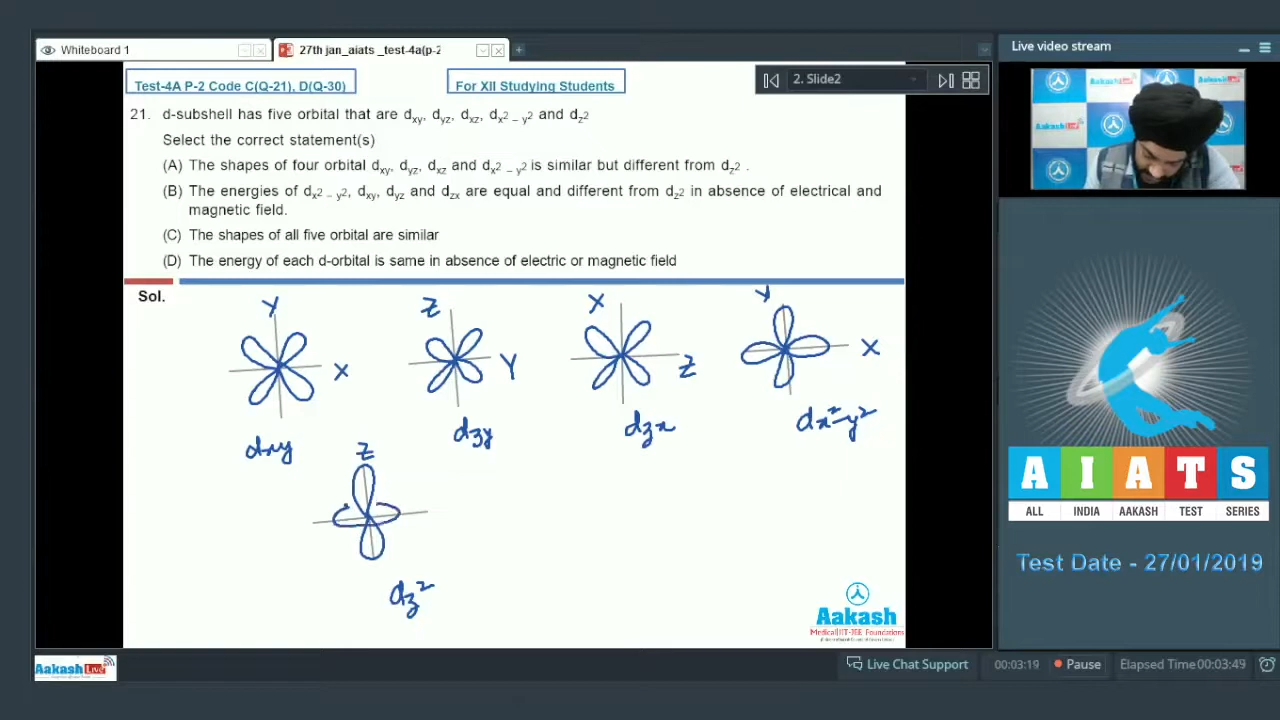 Whiteboard 1
27th jan_aiats _test-4a(p-2
Live video stream
Test-4A P-2 Code C(Q-21), D(Q-30)
For XII Studying Students
2. Slide2
21. d-subshell has five orbital that are dxy, dyz, dxz, dx² – y² and dz²
Select the correct statement(s)
(A) The shapes of four orbital dxy, dyz, dxz and dx² – y² is similar but different from dz² .
(B) The energies of dx² – y², dxy, dyz and dzx are equal and different from dz² in absence of electrical and
magnetic field.
(C) The shapes of all five orbital are similar
(D) The energy of each d-orbital is same in absence of electric or magnetic field
Sol.
Y
X
dxy
Z
Y
dzy
X
Z
dzx
Y
X
dx²-y²
Z
dz²
Aakash
Medical|IIT-JEE|Foundations
AakashLive
Aakash
AakashLive
A I A T S
ALL INDIA AAKASH TEST SERIES
Test Date - 27/01/2019
Live Chat Support
00:03:19
Pause
Elapsed Time 00:03:49